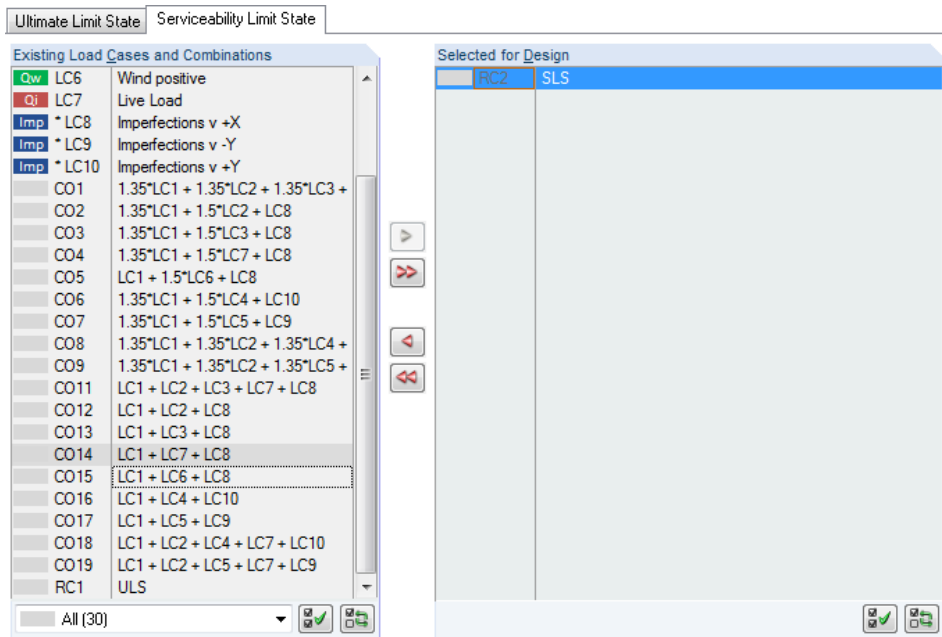 Ultimate Limit State Serviceability Limit State
Existing Load Cases and Combinations
Qw LC6 Wind positive
Qi LC7 Live Load
Imp * LC8 Imperfections v +X
Imp * LC9 Imperfections v -Y
Imp * LC10 Imperfections v +Y
CO1 1.35*LC1 + 1.35*LC2 + 1.35*LC3 +
CO2 1.35*LC1 + 1.5*LC2 + LC8
CO3 1.35*LC1 + 1.5*LC3 + LC8
CO4 1.35*LC1 + 1.5*LC7 + LC8
CO5 LC1 + 1.5*LC6 + LC8
CO6 1.35*LC1 + 1.5*LC4 + LC10
CO7 1.35*LC1 + 1.5*LC5 + LC9
CO8 1.35*LC1 + 1.35*LC2 + 1.35*LC4 +
CO9 1.35*LC1 + 1.35*LC2 + 1.35*LC5 +
CO11 LC1 + LC2 + LC3 + LC7 + LC8
CO12 LC1 + LC2 + LC8
CO13 LC1 + LC3 + LC8
CO14 LC1 + LC7 + LC8
CO15 LC1 + LC6 + LC8
CO16 LC1 + LC4 + LC10
CO17 LC1 + LC5 + LC9
CO18 LC1 + LC2 + LC4 + LC7 + LC10
CO19 LC1 + LC2 + LC5 + LC7 + LC9
RC1 ULS
All (30)
Selected for Design
RC2 SLS